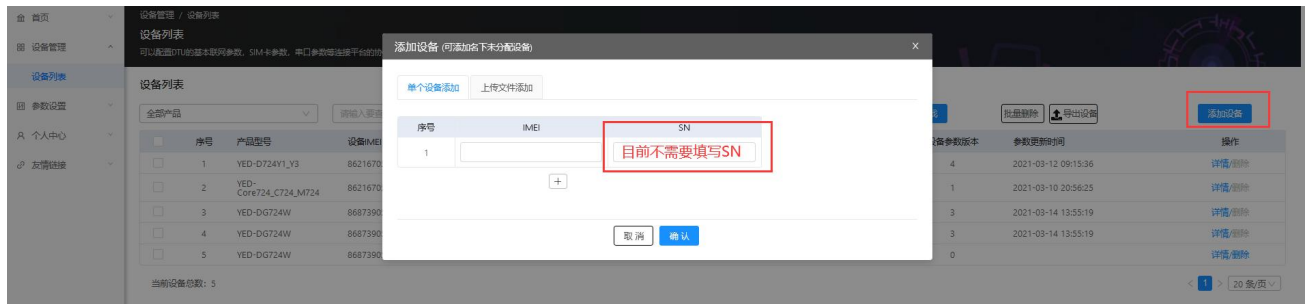 首页
设备管理
设备列表
参数设置
个人中心
友情链接
设备管理 / 设备列表
设备列表
可以配置DTU的基本联网参数, SIM卡参数, 串口参数等连接平台的协
设备列表
全部产品
请输入要查
批量删除 导出设备 添加设备
序号 产品型号 设备IMEI 设备参数版本 参数更新时间 操作
1 YED-D724Y1_Y3 8621670 4 2021-03-12 09:15:36 详情/删除
2 YED-Core724_C724_M724 8621670 1 2021-03-10 20:56:25 详情/删除
3 YED-DG724W 8687390 3 2021-03-14 13:55:19 详情/删除
4 YED-DG724W 8687390 3 2021-03-14 13:55:19 详情/删除
5 YED-DG724W 8687390 0 详情/删除
当前设备总数: 5
< 1 > 20 条/页
添加设备 (可添加名下未分配设备) X
单个设备添加 上传文件添加
序号 IMEI SN
1 目前不需要填写SN
+
取消 确认